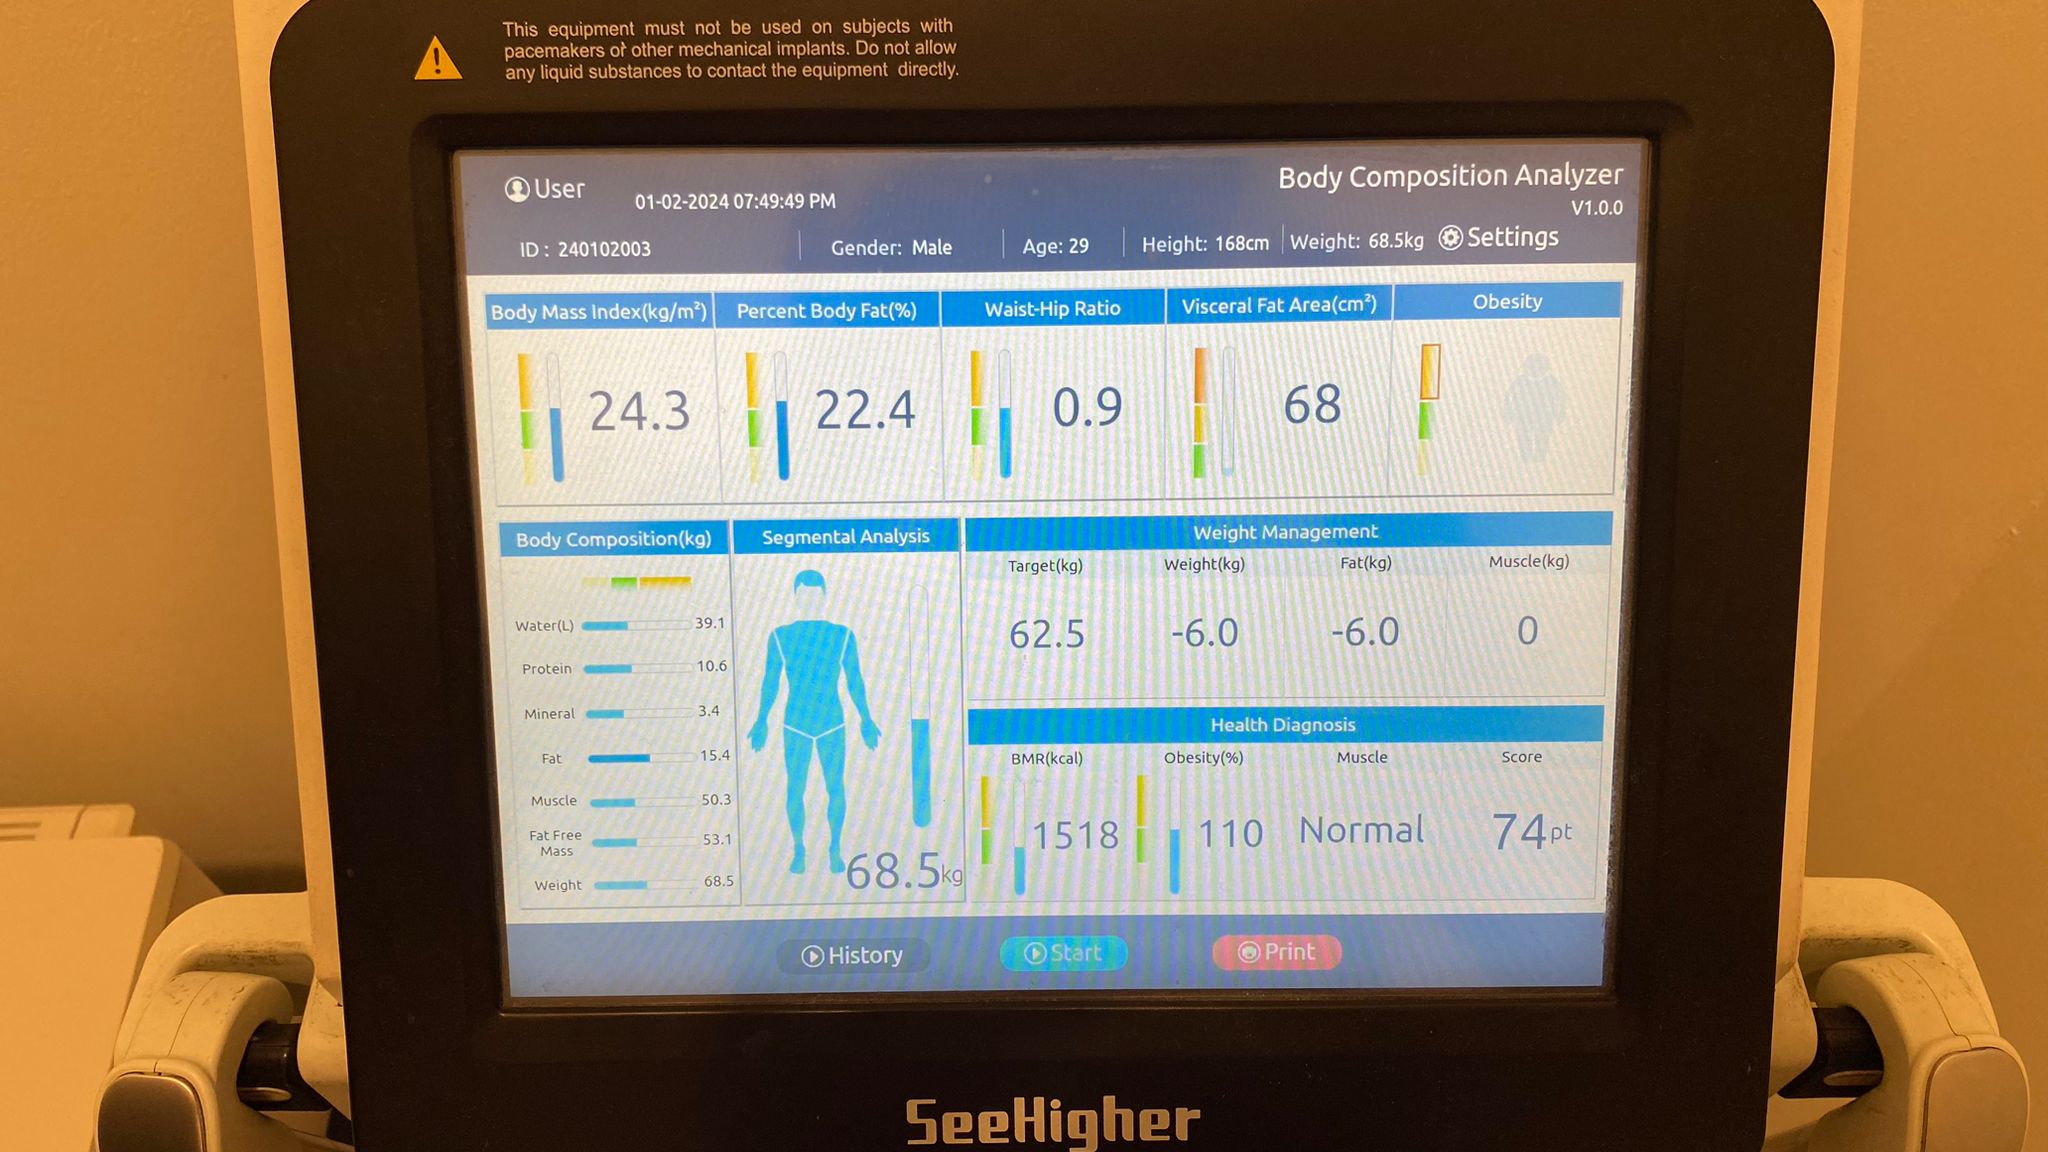 This equipment must not be used on subjects with
pacemakers or other mechanical implants. Do not allow
any liquid substances to contact the equipment directly.
User
01-02-2024 07:49:49 PM
Body Composition Analyzer
V1.0.0
ID : 240102003
Gender: Male
Age: 29
Height: 168cm
Weight: 68.5kg
Settings
Body Mass Index(kg/m²)
24.3
Percent Body Fat(%)
22.4
Waist-Hip Ratio
0.9
Visceral Fat Area(cm²)
68
Obesity
Body Composition(kg)
Water(L) 39.1
Protein 10.6
Mineral 3.4
Fat 15.4
Muscle 50.3
Fat Free
Mass 53.1
Weight 68.5
Segmental Analysis
68.5kg
Weight Management
Target(kg) Weight(kg) Fat(kg) Muscle(kg)
62.5 -6.0 -6.0 0
Health Diagnosis
BMR(kcal) Obesity(%) Muscle Score
1518 110 Normal 74pt
History
Start
Print
SeeHigher